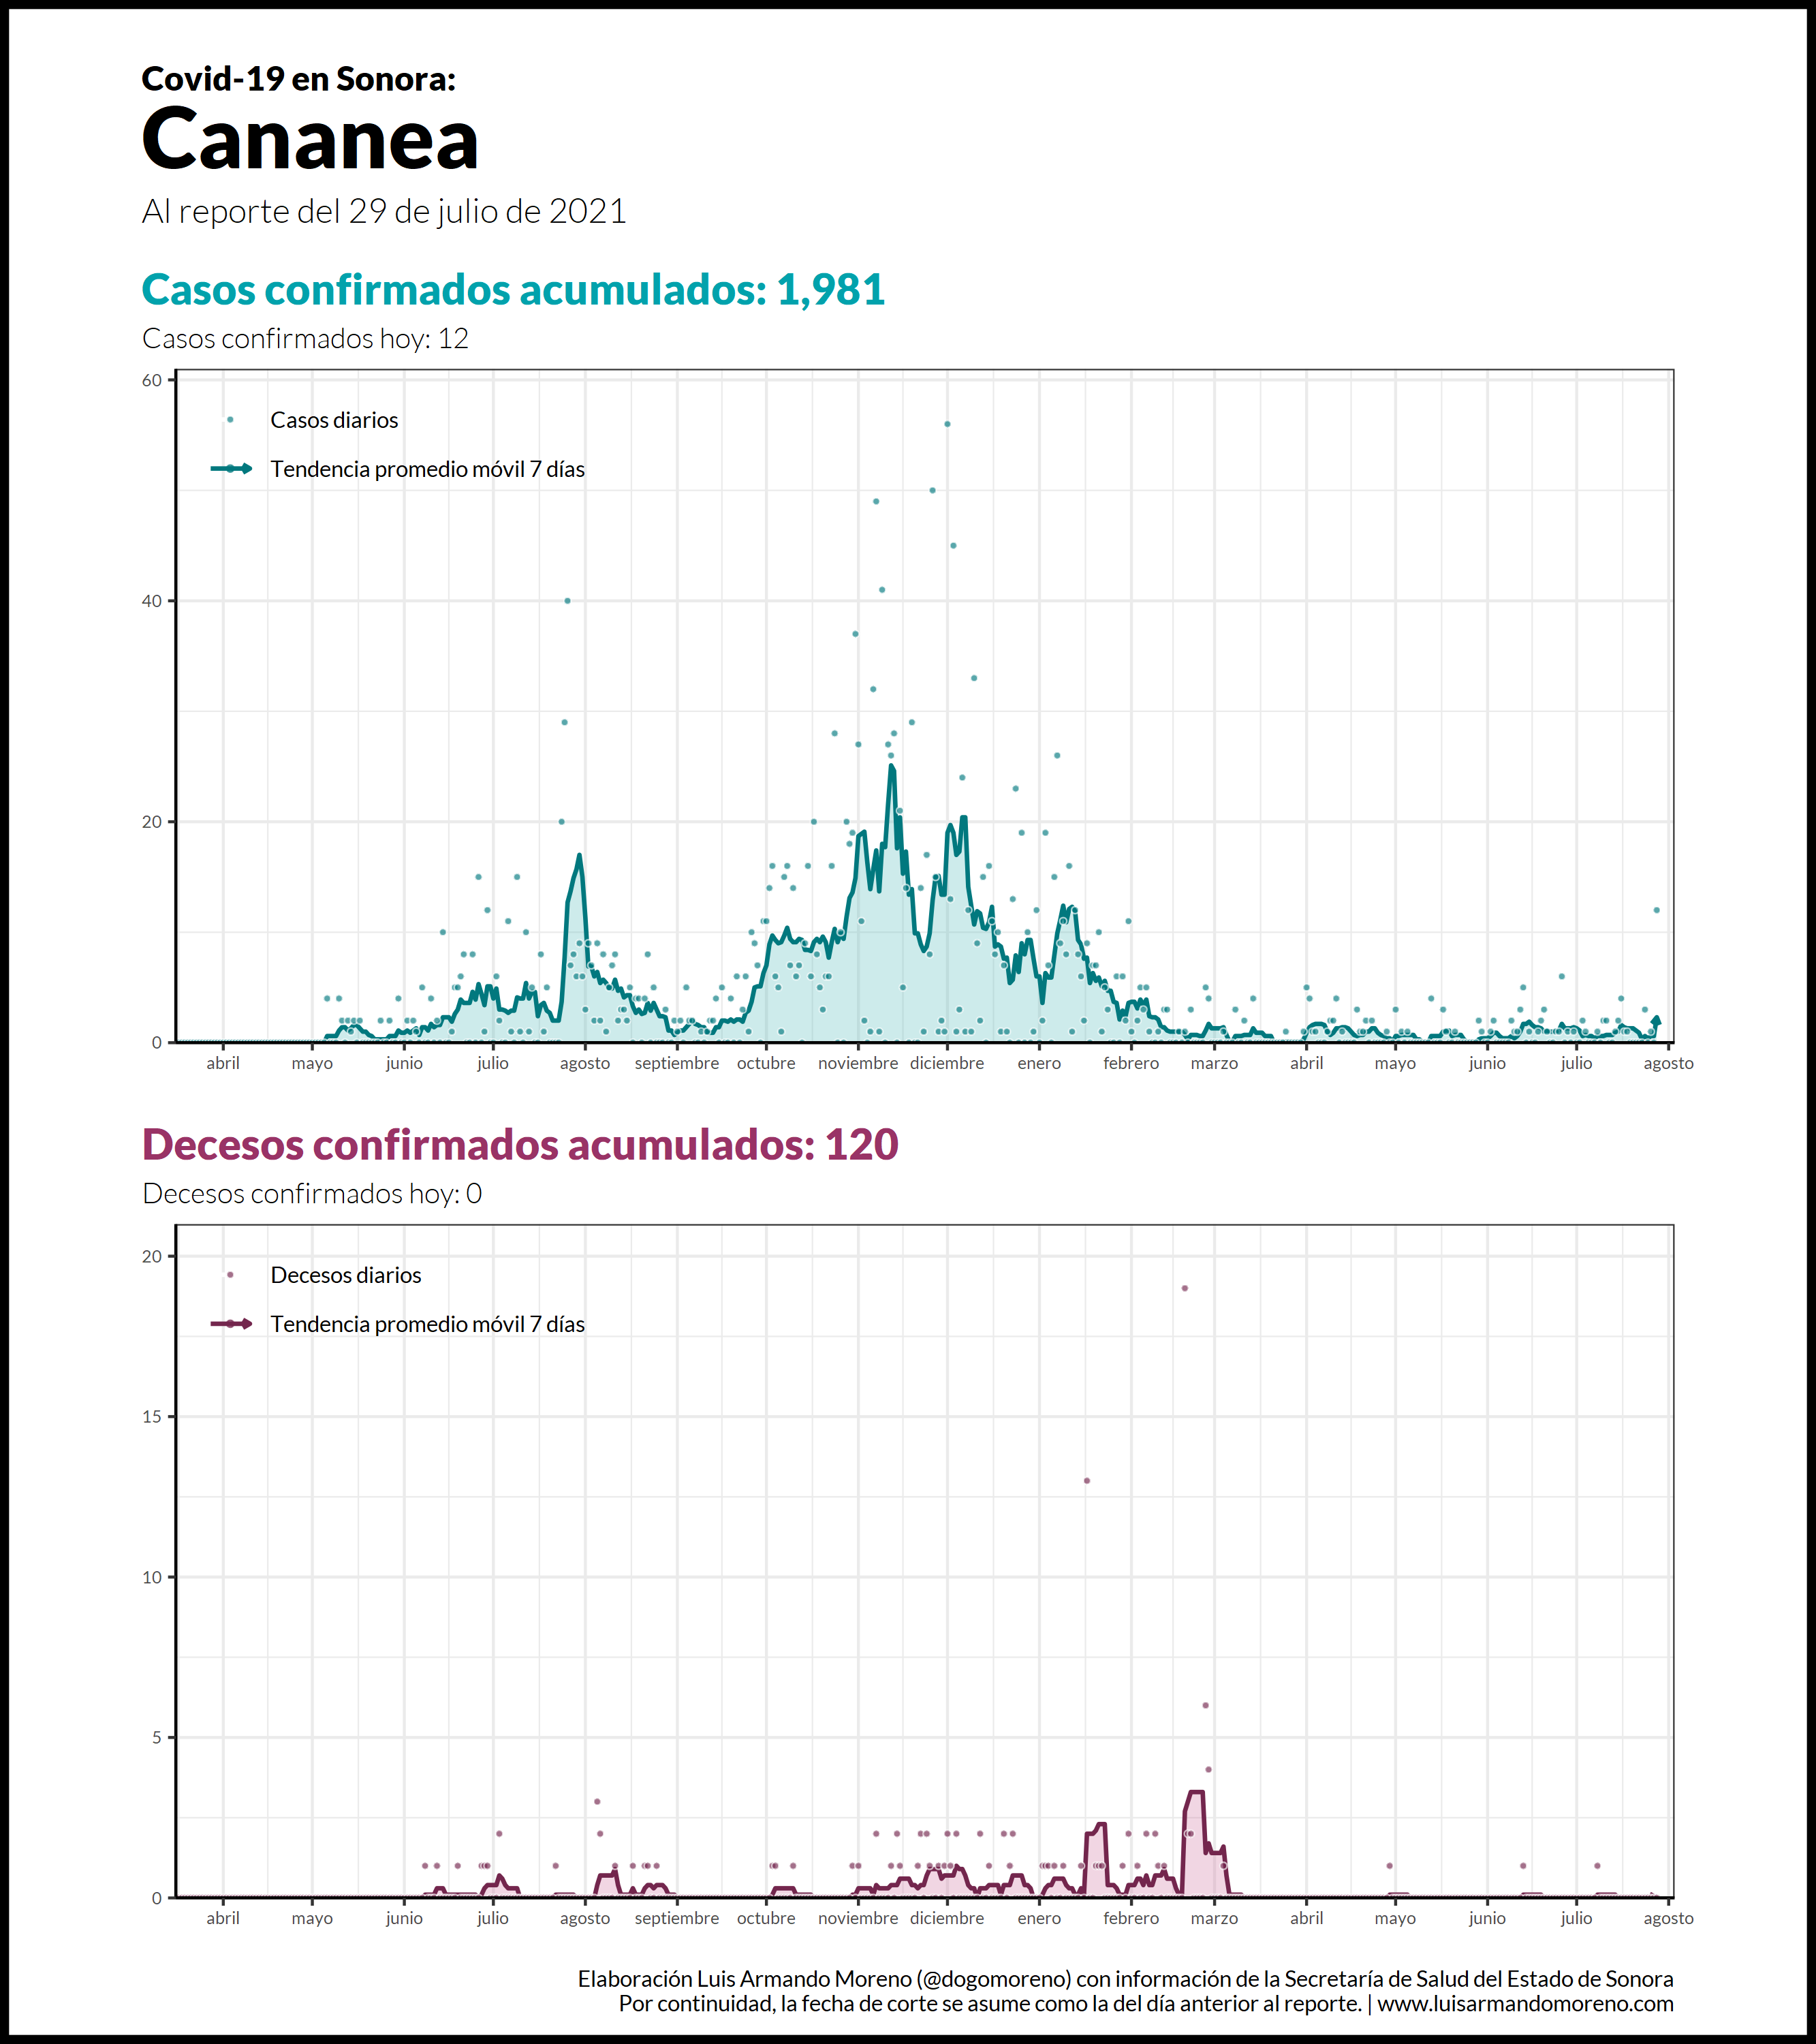 Covid-19 en Sonora:
Cananea
Al reporte del 29 de julio de 2021
Casos confirmados acumulados: 1,981
Casos confirmados hoy: 12
60
40
20
0
Casos diarios
Tendencia promedio móvil 7 días
abril mayo junio julio agosto septiembre octubre noviembre diciembre enero febrero marzo abril mayo junio julio agosto
Decesos confirmados acumulados: 120
Decesos confirmados hoy: 0
20
15
10
5
0
Decesos diarios
Tendencia promedio móvil 7 días
abril mayo junio julio agosto septiembre octubre noviembre diciembre enero febrero marzo abril mayo junio julio agosto
Elaboración Luis Armando Moreno (@dogomoreno) con información de la Secretaría de Salud del Estado de Sonora
Por continuidad, la fecha de corte se asume como la del día anterior al reporte. | www.luisarmandomoreno.com